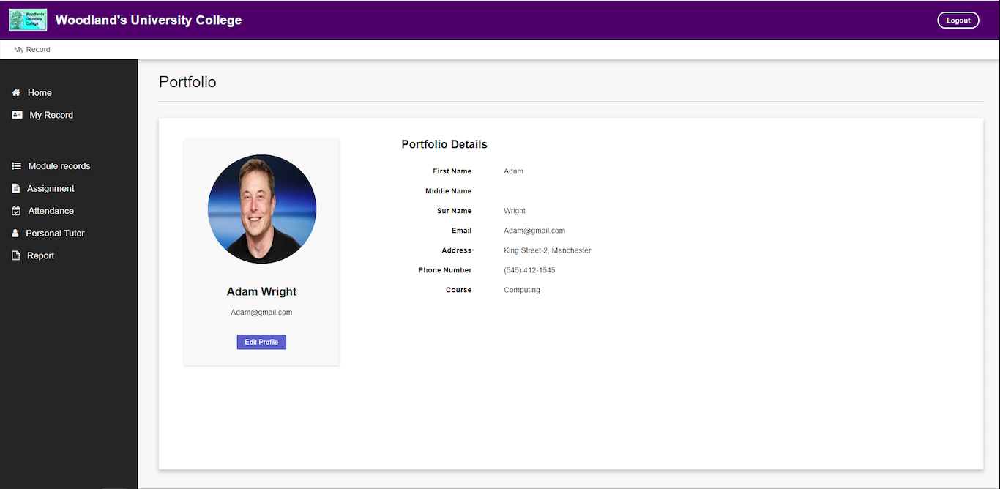 Woodlands
University
College
Woodland's University College
Logout
My Record
Home
My Record
Module records
Assignment
Attendance
Personal Tutor
Report
Portfolio
Adam Wright
Adam@gmail.com
Edit Profile
Portfolio Details
First Name Adam
Middle Name
Sur Name Wright
Email Adam@gmail.com
Address King Street-2, Manchester
Phone Number (545) 412-1545
Course Computing